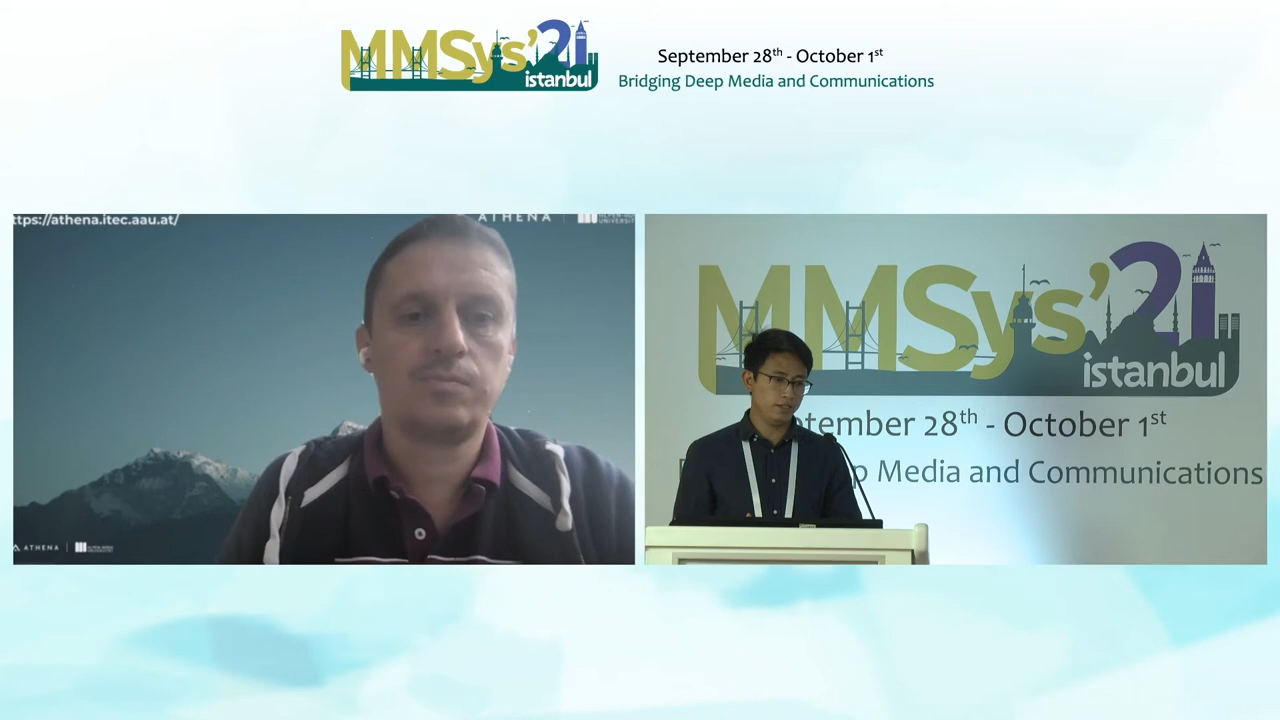 MMSys'21
istanbul
September 28th - October 1st
Bridging Deep Media and Communications
ttps://athena.itec.aau.at/
ATHENA
ATHENA
MMSys'21
istanbul
tember 28th - October 1st
p Media and Communications